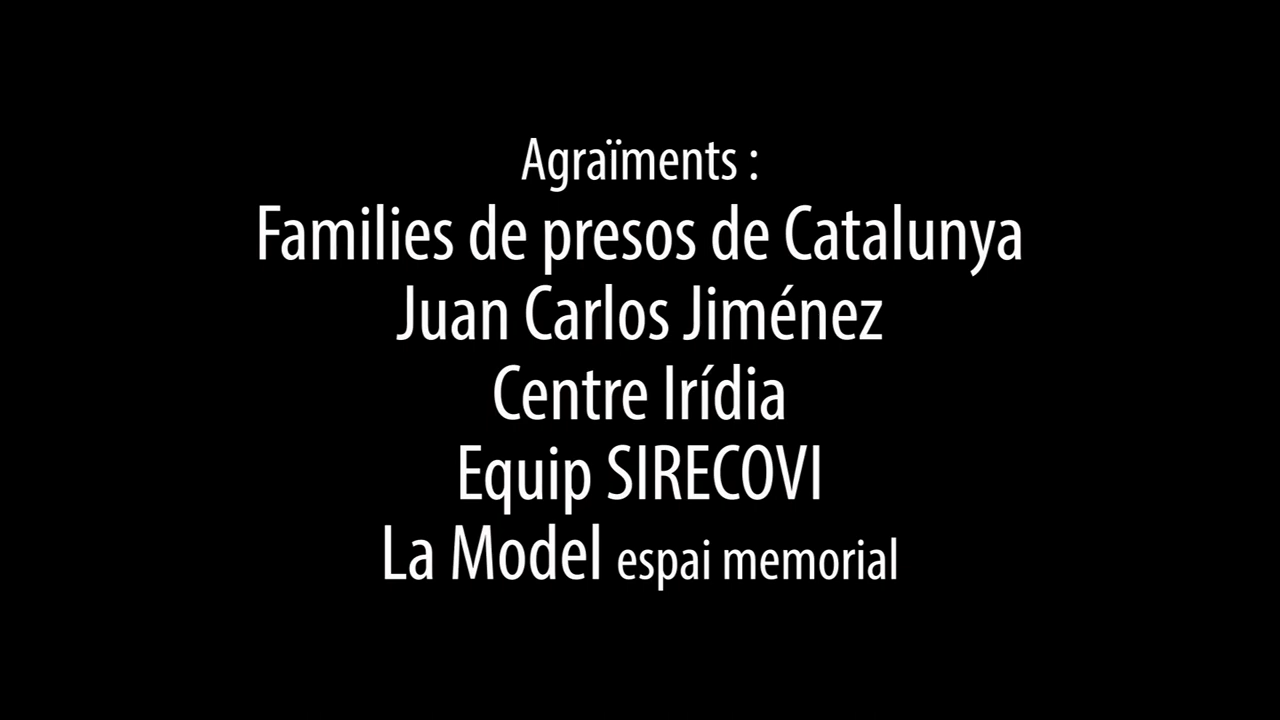 Agraïments :
Families de presos de Catalunya
Juan Carlos Jiménez
Centre Irídia
Equip SIRECOVI
La Model espai memorial